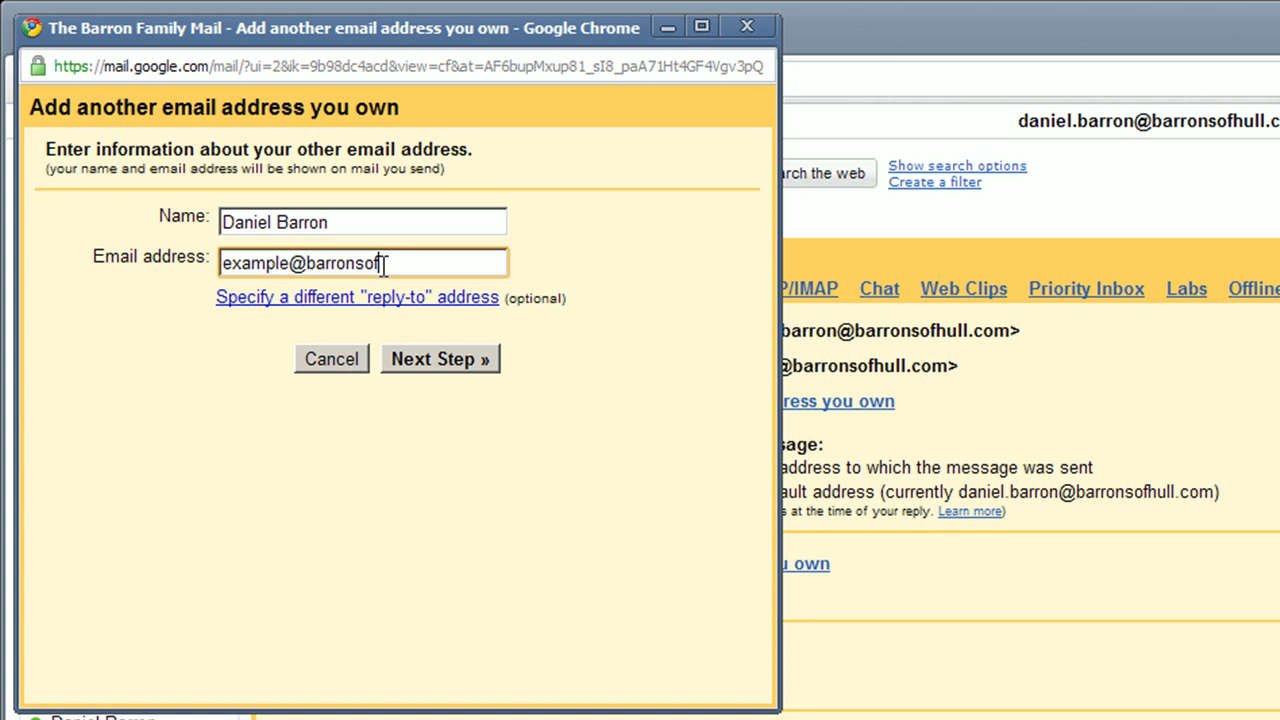 The Barron Family Mail - Add another email address you own - Google Chrome
https://mail.google.com/mail/?ui=2&ik=9b98dc4acd&view=cf&at=AF6bupMxup81_sI8_paA71Ht4GF4Vgv3pQ
Add another email address you own
daniel.barron@barronsofhull.c
Enter information about your other email address.
(your name and email address will be shown on mail you send)
rch the web
Show search options
Create a filter
Name: Daniel Barron
Email address: example@barronsof
Specify a different "reply-to" address (optional)
Cancel
Next Step »
P/IMAP Chat Web Clips Priority Inbox Labs Offline
barron@barronsofhull.com>
@barronsofhull.com>
ress you own
sage:
address to which the message was sent
ault address (currently daniel.barron@barronsofhull.com)
s at the time of your reply. Learn more)
u own
Daniel Barron